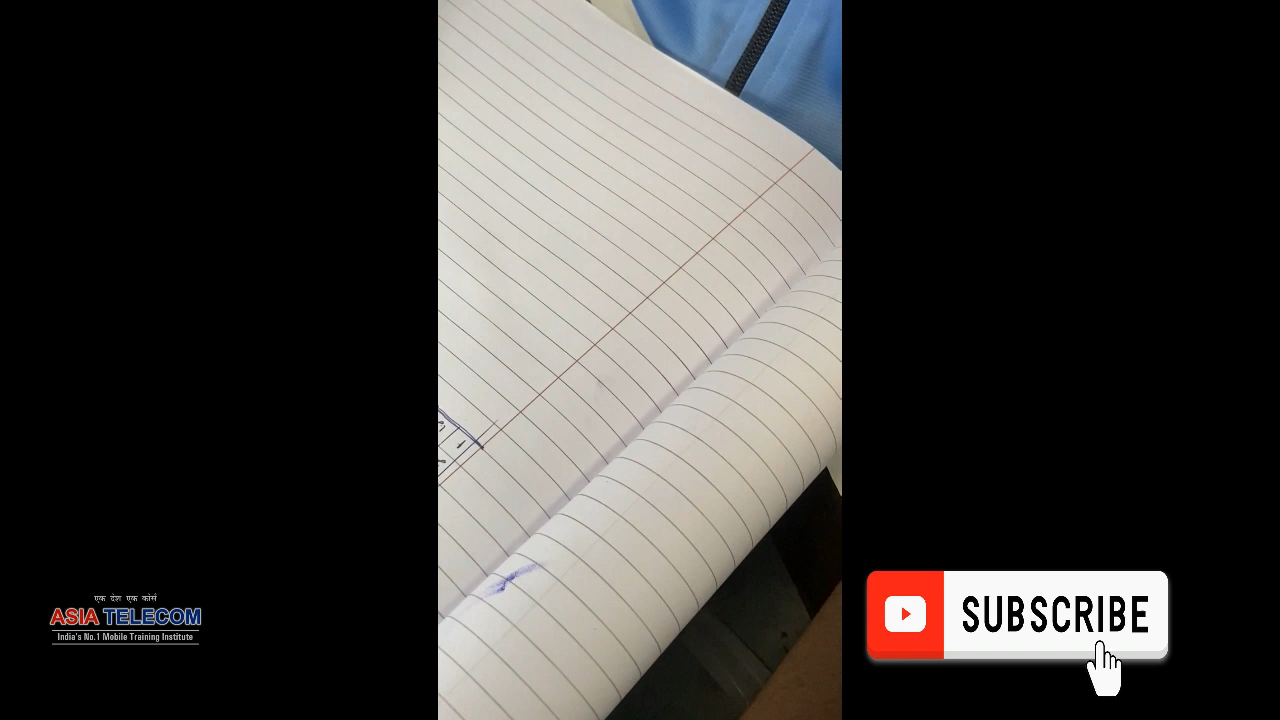 एक देश एक कोर्स
ASIA TELECOM
India's No.1 Mobile Training Institute
SUBSCRIBE